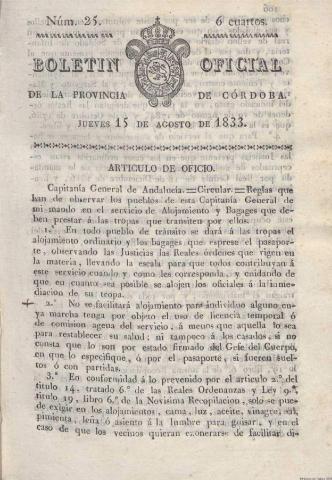 Núm. 25. 6 cuartos.
BOLETIN OFICIAL
DE LA PROVINCIA DE CÓRDOBA.
JUEVES 15 DE AGOSTO DE 1833.
ARTICULO DE OFICIO.
Capitanía General de Andalucía.=Circular.=Reglas que
han de observar los pueblos de esta Capitanía General de
mi mando en el servicio de Alojamiento y Bagages que de-
ben prestar á las tropas que transiten por ellos.
1.ª En todo pueblo de tránsito se dará á las tropas el
alojamiento ordinario y los bagages que esprese el pasapor-
te, observando las Justicias las Reales órdenes que rigen en
la materia, llevando la escala para que todos contribuyan á
este servicio cuando y como les corresponda, y cuidando de
que en cuanto sea posible se alojen los oficiales á la inme-
diacion de su tropa.
2.ª No se facilitará alojamiento para individuo alguno cu-
ya marcha tenga por objeto el uso de licencia temporal ó
de comision agena del servicio, á menos que aquella lo sea
para restablecer su salud; ni tampoco á los casados, si no
consta que lo son por estado firmado del Gefe del Cuerpo,
en que lo especifique, ó por el pasaporte, si fueren suel-
tos ó con partidas.
3.ª En conformidad á lo prevenido por el articulo 2.º del
titulo 14, tratado 6.º de las Reales Ordenanzas y Ley 9.ª
titulo 19, libro 6.º de la Novisima Recopilacion, solo se pue-
de exigir en los alojamientos, cama, luz, aceite, vinagre, sal,
pimienta, leña ó asiento á la lumbre para guisar, y en el
caso de que los vecinos quieran exonerarse de facilitar di-